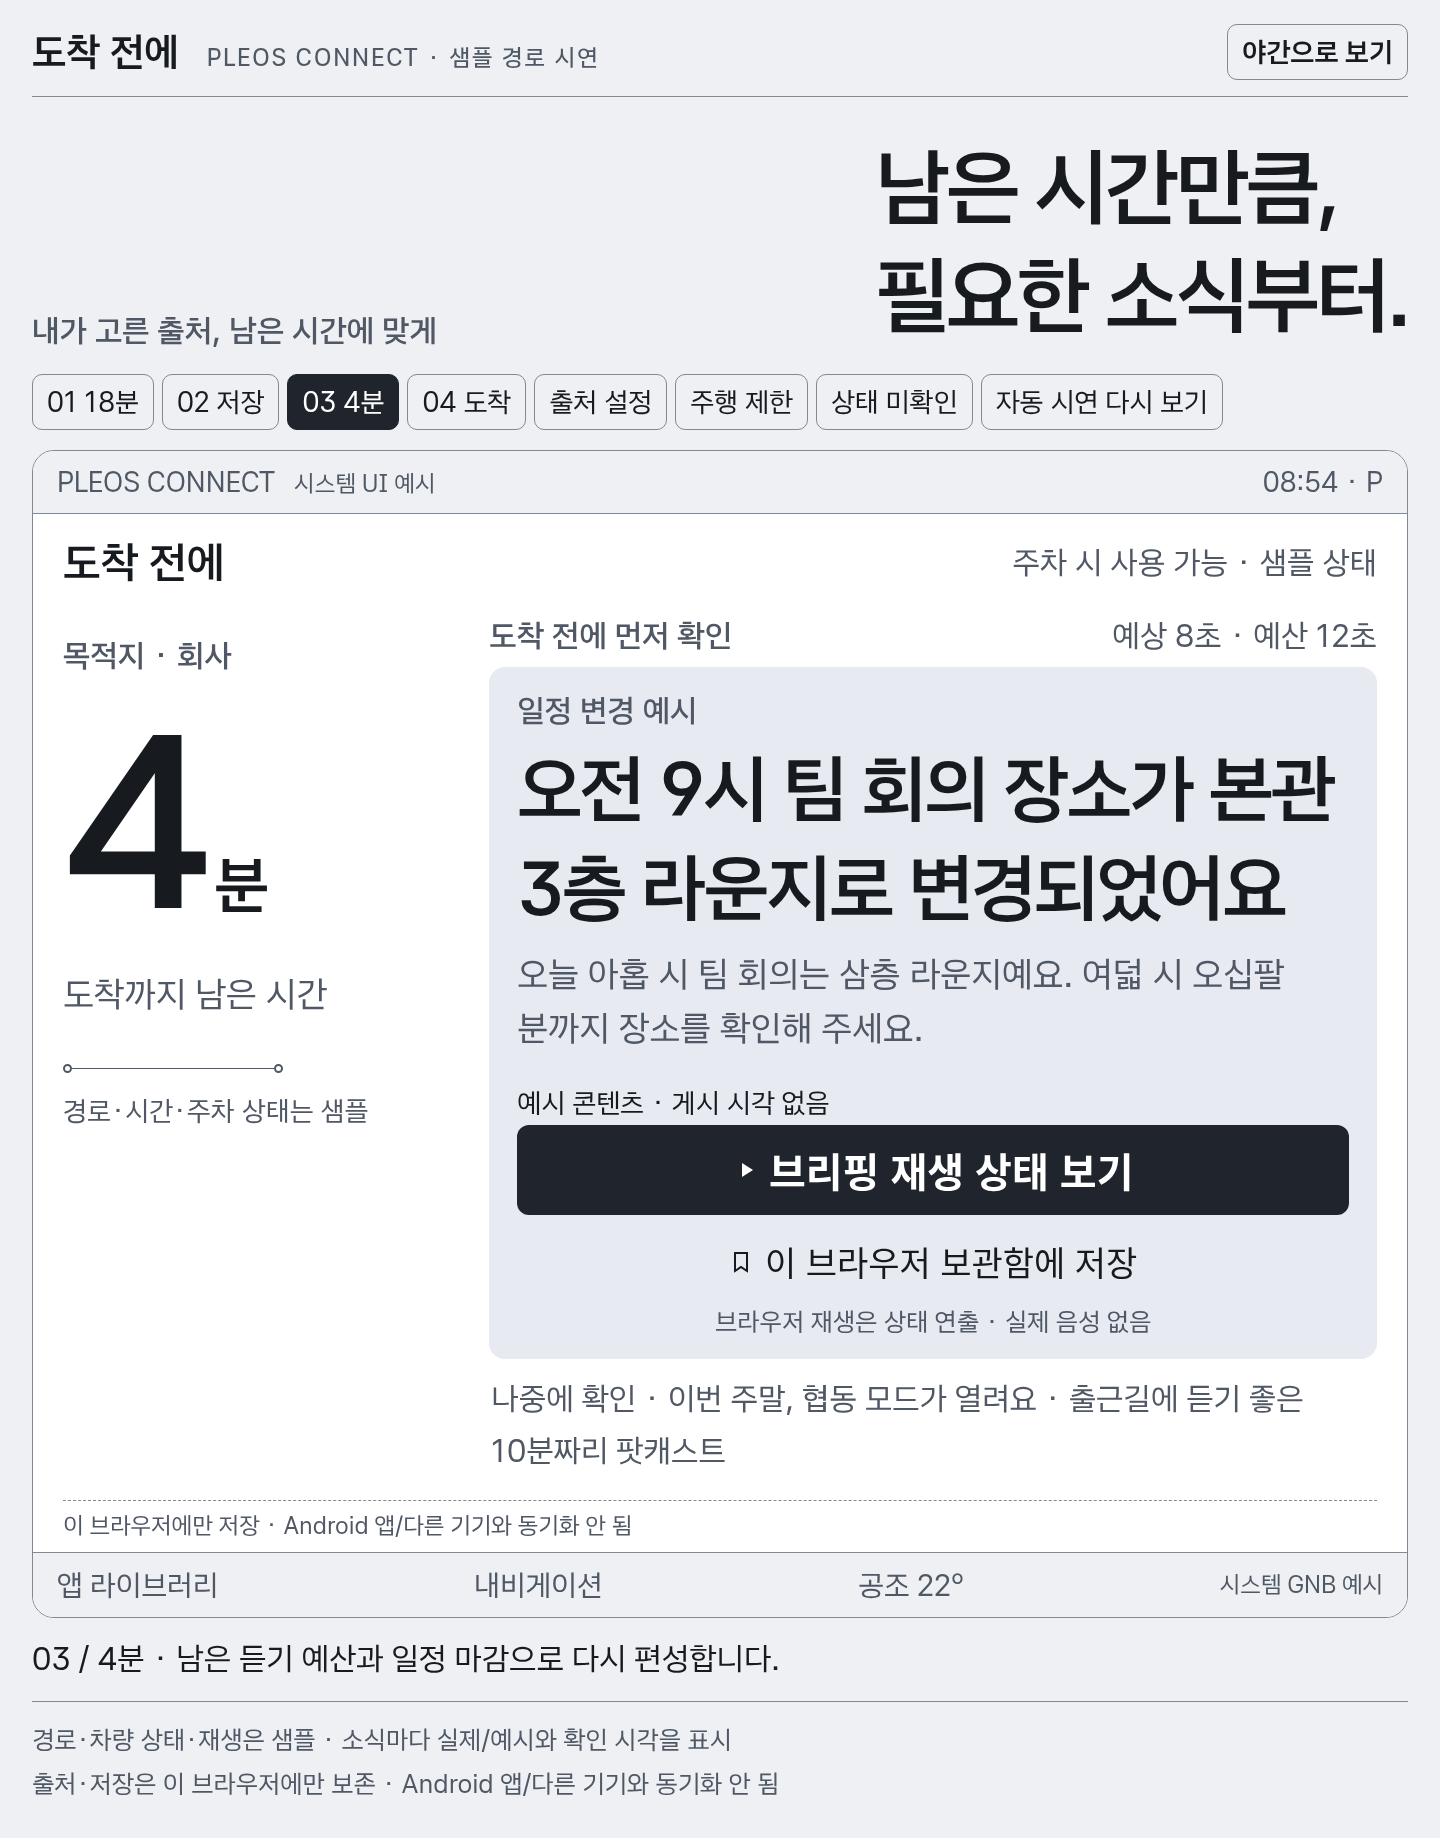 도착 전에 PLEOS CONNECT · 샘플 경로 시연
야간으로 보기
남은 시간만큼,
필요한 소식부터.
내가 고른 출처, 남은 시간에 맞게
01 18분 02 저장 03 4분 04 도착 출처 설정 주행 제한 상태 미확인 자동 시연 다시 보기
PLEOS CONNECT 시스템 UI 예시
08:54 · P
도착 전에
주차 시 사용 가능 · 샘플 상태
목적지 · 회사
4분
도착까지 남은 시간
경로·시간·주차 상태는 샘플
도착 전에 먼저 확인
예상 8초 · 예산 12초
일정 변경 예시
오전 9시 팀 회의 장소가 본관
3층 라운지로 변경되었어요
오늘 아홉 시 팀 회의는 삼층 라운지예요. 여덟 시 오십팔
분까지 장소를 확인해 주세요.
예시 콘텐츠 · 게시 시각 없음
브리핑 재생 상태 보기
이 브라우저 보관함에 저장
브라우저 재생은 상태 연출 · 실제 음성 없음
나중에 확인 · 이번 주말, 협동 모드가 열려요 · 출근길에 듣기 좋은
10분짜리 팟캐스트
이 브라우저에만 저장 · Android 앱/다른 기기와 동기화 안 됨
앱 라이브러리 내비게이션 공조 22° 시스템 GNB 예시
03 / 4분 · 남은 듣기 예산과 일정 마감으로 다시 편성합니다.
경로·차량 상태·재생은 샘플 · 소식마다 실제/예시와 확인 시각을 표시
출처·저장은 이 브라우저에만 보존 · Android 앱/다른 기기와 동기화 안 됨